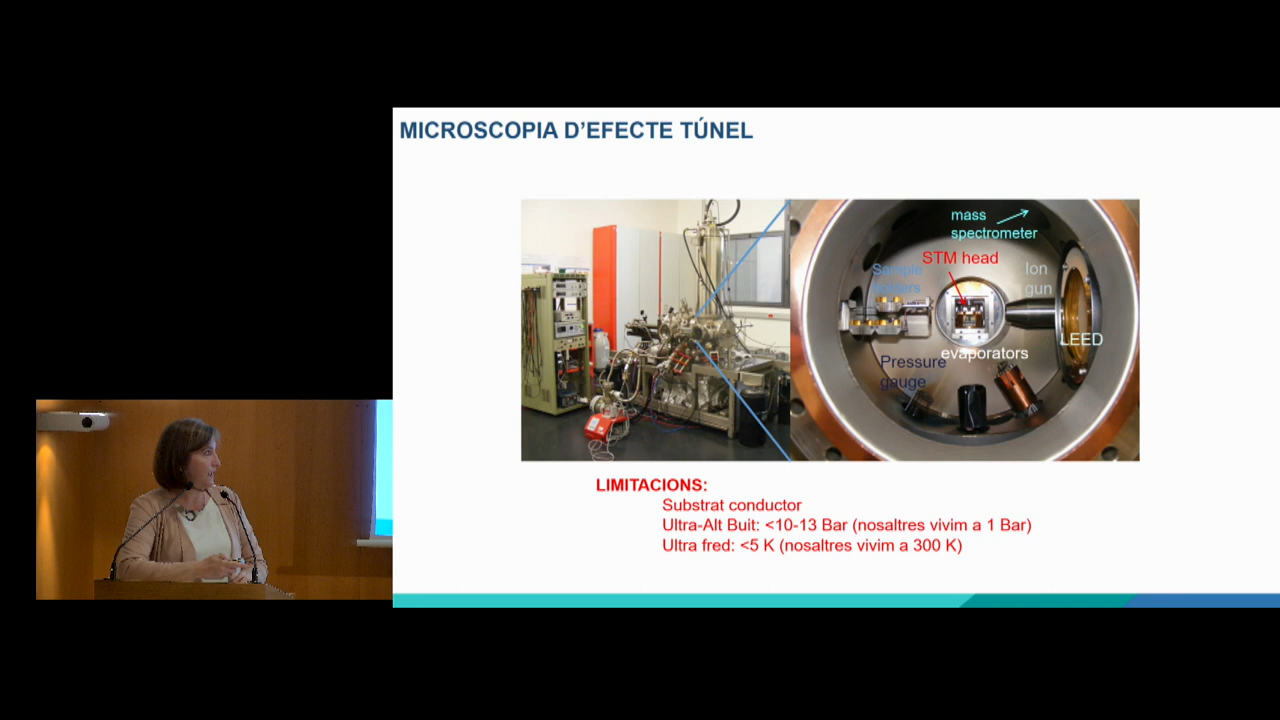 MICROSCOPIA D'EFECTE TÚNEL
mass
spectrometer
STM head
Sample
holders
Ion
gun
LEED
evaporators
Pressure
gauge
LIMITACIONS:
Substrat conductor
Ultra-Alt Buit: <10-13 Bar (nosaltres vivim a 1 Bar)
Ultra fred: <5 K (nosaltres vivim a 300 K)